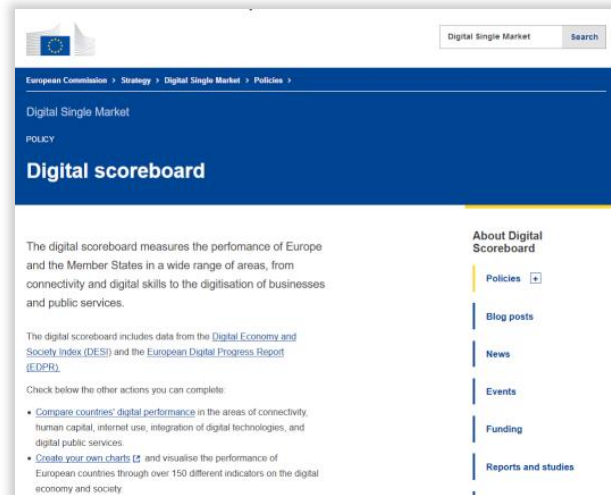 Digital Single Market
Search
European Commission > Strategy > Digital Single Market > Policies >
Digital Single Market
POLICY
Digital scoreboard
The digital scoreboard measures the perfomance of Europe
and the Member States in a wide range of areas, from
connectivity and digital skills to the digitisation of businesses
and public services.
The digital scoreboard includes data from the Digital Economy and
Society Index (DESI) and the European Digital Progress Report
(EDPR).
Check below the other actions you can complete:
• Compare countries' digital performance in the areas of connectivity,
human capital, internet use, integration of digital technologies, and
digital public services.
• Create your own charts and visualise the performance of
European countries through over 150 different indicators on the digital
economy and society
About Digital
Scoreboard
Policies +
Blog posts
News
Events
Funding
Reports and studies